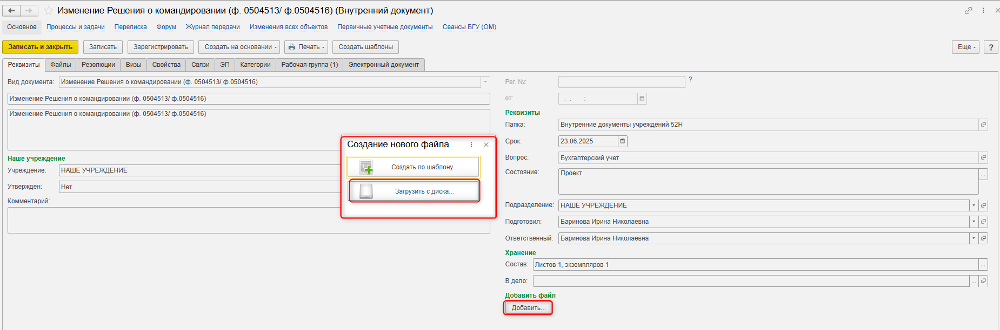 Изменение Решения о командировании (ф. 0504513/ ф.0504516) (Внутренний документ)
Основное Процессы и задачи Переписка Форум Журнал передачи Изменения всех объектов Первичные учетные документы Сеансы БГУ (ОМ)
Записать и закрыть Записать Зарегистрировать Создать на основании Печать Создать шаблоны Еще ?
Реквизиты Файлы Резолюции Визы Свойства Связи ЭП Категории Рабочая группа (1) Электронный документ
Вид документа: Изменение Решения о командировании (ф. 0504513/ ф.0504516)
Изменение Решения о командировании (ф. 0504513/ ф.0504516)
Изменение Решения о командировании (ф. 0504513/ ф.0504516)
Наше учреждение
Учреждение: НАШЕ УЧРЕЖДЕНИЕ
Утвержден: Нет
Комментарий:
Создание нового файла
Создать по шаблону...
Загрузить с диска...
Рег. №: ?
от: . . :
Реквизиты
Папка: Внутренние документы учреждений 52Н
Срок: 23.06.2025
Вопрос: Бухгалтерский учет
Состояние: Проект ...
Подразделение: НАШЕ УЧРЕЖДЕНИЕ
Подготовил: Баринова Ирина Николаевна
Ответственный: Баринова Ирина Николаевна
Хранение
Состав: Листов 1, экземпляров 1 ...
В дело: ...
Добавить файл
Добавить...